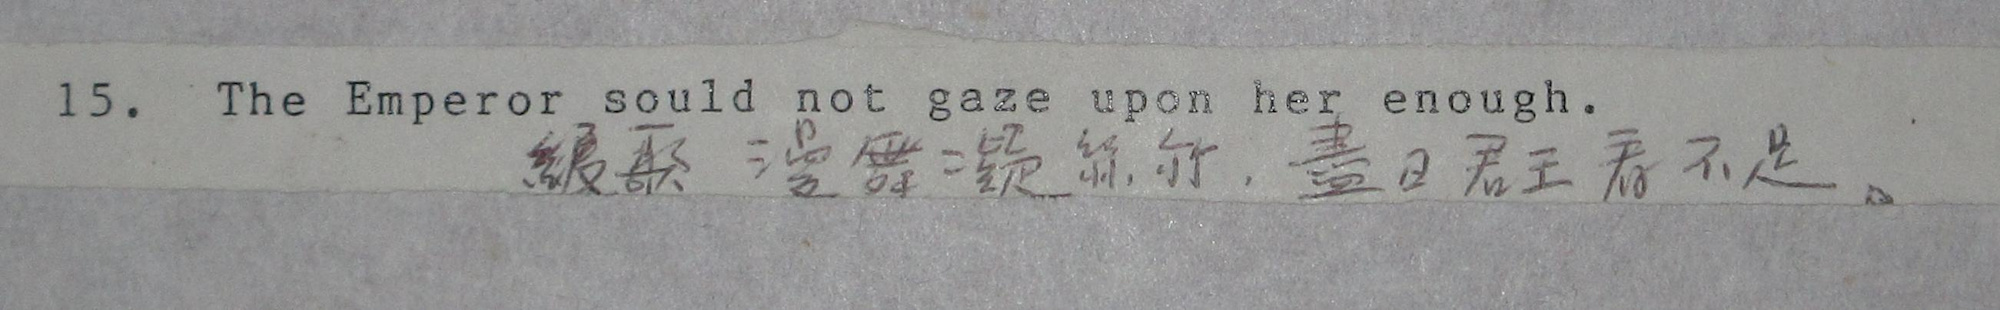 15. The Emperor sould not gaze upon her enough.
緩歌漫舞凝絲竹,盡日君王看不足。